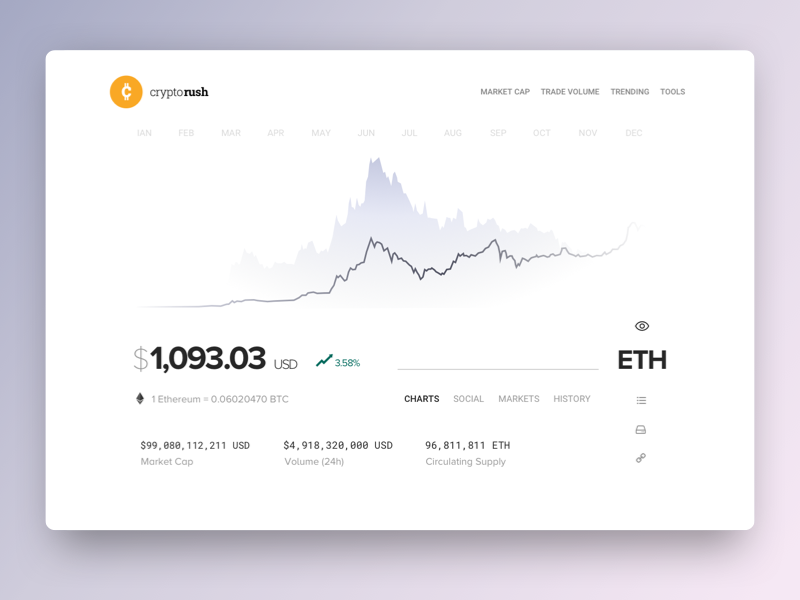 cryptorush
MARKET CAP TRADE VOLUME TRENDING TOOLS
JAN FEB MAR APR MAY JUN JUL AUG SEP OCT NOV DEC
$1,093.03 USD 3.58% ETH
1 Ethereum = 0.06020470 BTC
CHARTS SOCIAL MARKETS HISTORY
$99,080,112,211 USD $4,918,320,000 USD 96,811,811 ETH
Market Cap Volume (24h) Circulating Supply